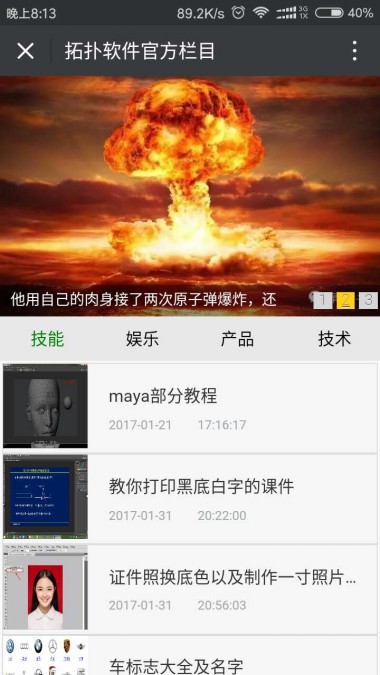 晚上8:13
89.2K/s
3G
1X
40%
拓扑软件官方栏目
他用自己的肉身接了两次原子弹爆炸，还
1 2 3
技能 娱乐 产品 技术
maya部分教程
2017-01-21 17:16:17
教你打印黑底白字的课件
2017-01-31 20:22:00
证件照换底色以及制作一寸照片…
2017-01-31 20:56:03
车标志大全及名字